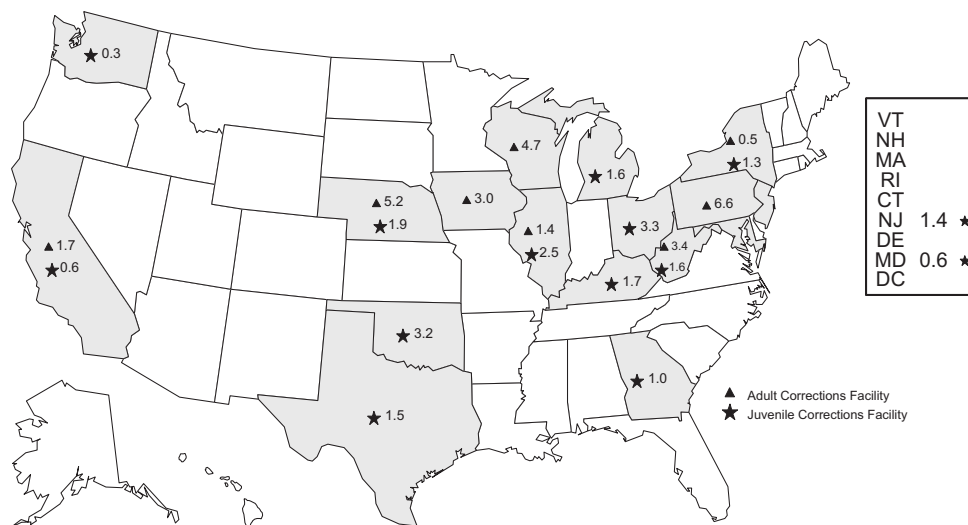 0.3
4.7
0.5
1.3
1.6
5.2
1.9
3.0
6.6
1.4
2.5
3.3
3.4
1.6
1.7
0.6
1.7
3.2
1.0
1.5
VT
NH
MA
RI
CT
NJ 1.4
DE
MD 0.6
DC
Adult Corrections Facility
Juvenile Corrections Facility